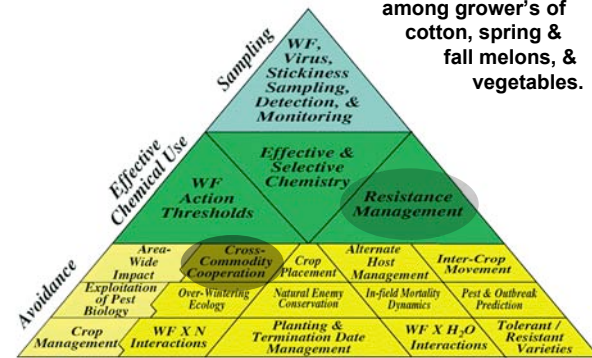 among grower's of
cotton, spring &
fall melons, &
vegetables.
Sampling
WF,
Virus,
Stickiness
Sampling,
Detection, &
Monitoring
Effective
Chemical Use
WF
Action
Thresholds
Effective &
Selective
Chemistry
Resistance
Management
Avoidance
Area-
Wide
Impact
Cross-
Commodity
Cooperation
Crop
Placement
Alternate
Host
Management
Inter-Crop
Movement
Exploitation
of Pest
Biology
Over-Wintering
Ecology
Natural Enemy
Conservation
In-field Mortality
Dynamics
Pest & Outbreak
Prediction
Crop
Management
WF X N
Interactions
Planting &
Termination Date
Management
WF X H2O
Interactions
Tolerant /
Resistant
Varieties